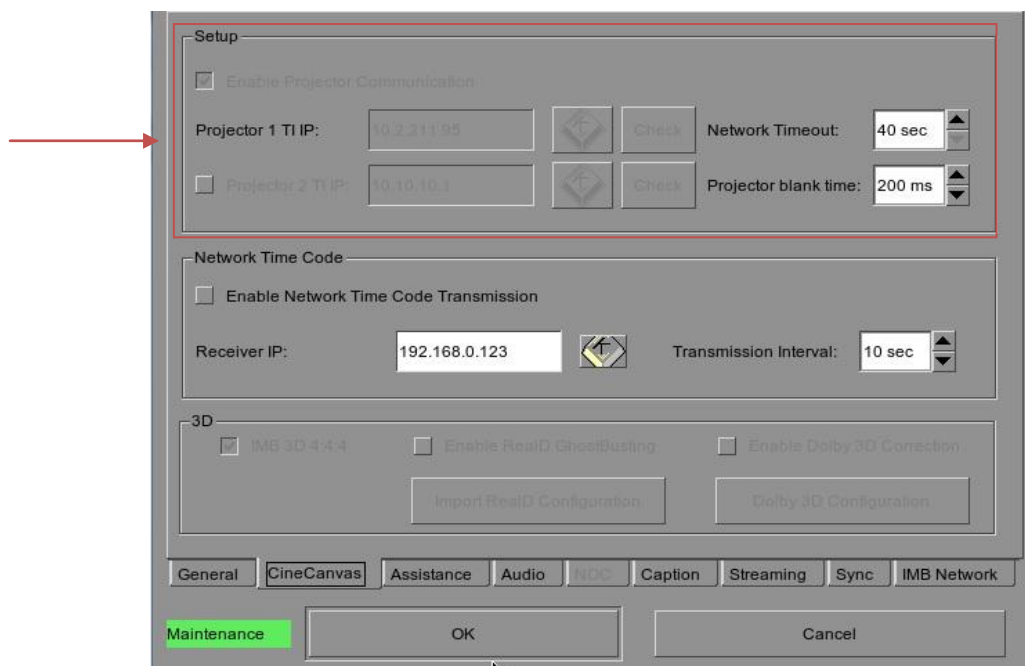 Setup
Enable Projector Communication
Projector 1 TI IP: 10.2.211.95 Check Network Timeout: 40 sec
Projector 2 TI IP: 10.10.10.1 Check Projector blank time: 200 ms
Network Time Code
Enable Network Time Code Transmission
Receiver IP: 192.168.0.123 Transmission Interval: 10 sec
3D
IMB 3D 4:4:4 Enable RealD GhostBusting Enable Dolby 3D Correction
Import RealD Configuration Dolby 3D Configuration
General CineCanvas Assistance Audio NDC Caption Streaming Sync IMB Network
Maintenance OK Cancel